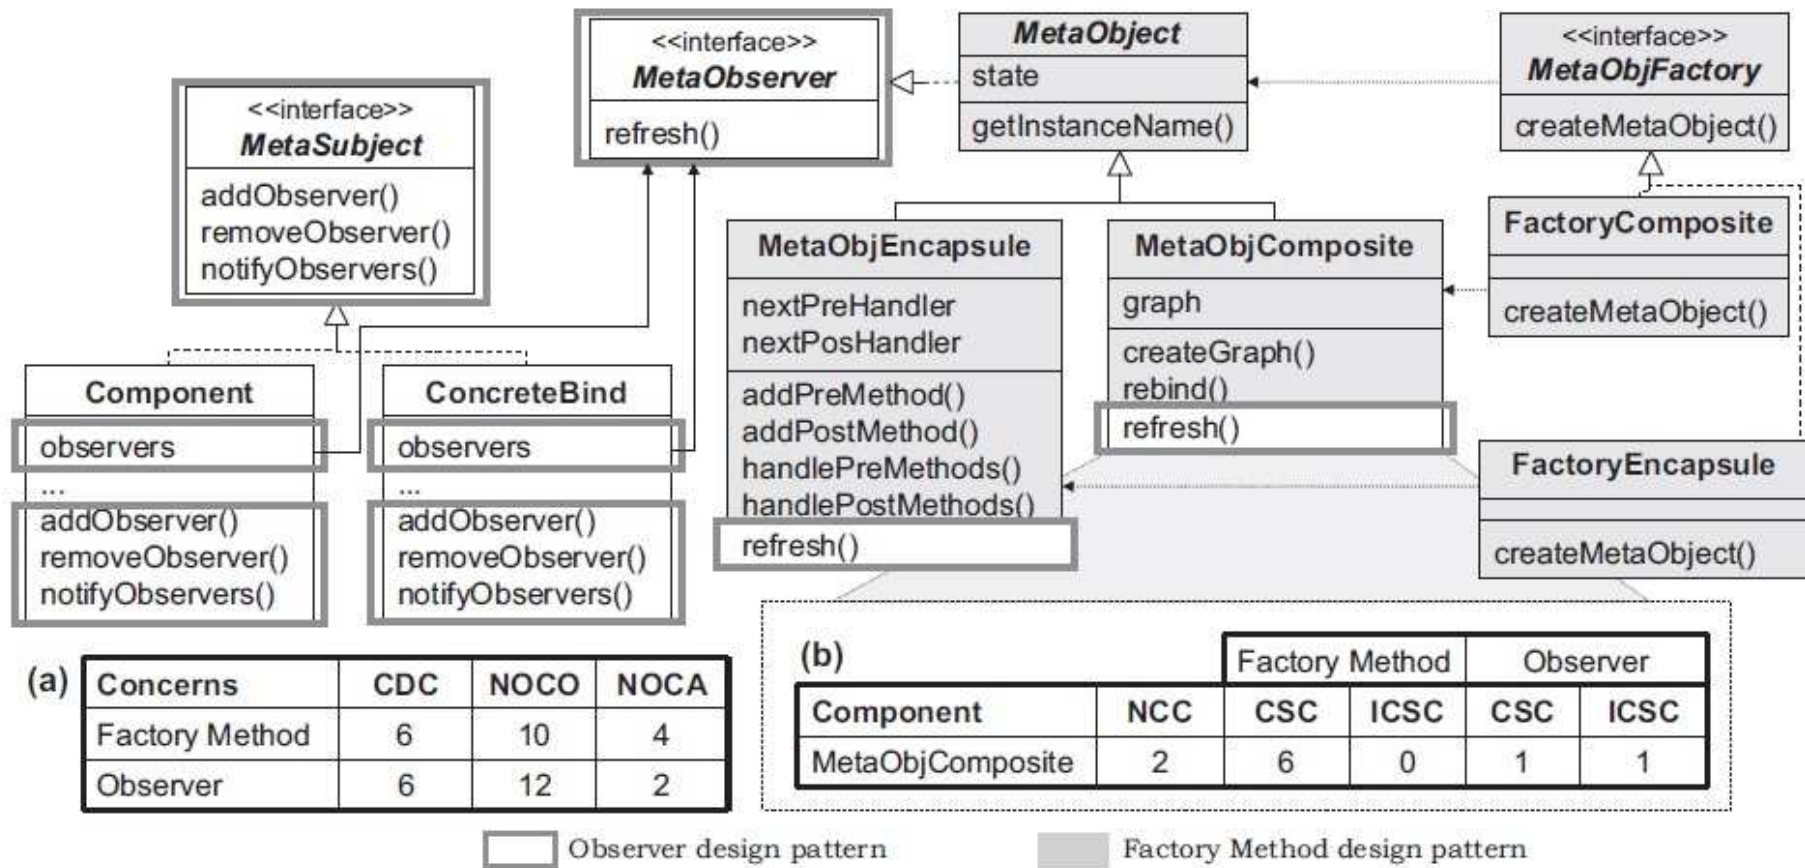 <<interface>>
MetaSubject
addObserver()
removeObserver()
notifyObservers()
<<interface>>
MetaObserver
refresh()
MetaObject
state
getInstanceName()
<<interface>>
MetaObjFactory
createMetaObject()
Component
observers
...
addObserver()
removeObserver()
notifyObservers()
ConcreteBind
observers
...
addObserver()
removeObserver()
notifyObservers()
MetaObjEncapsule
nextPreHandler
nextPosHandler
addPreMethod()
addPostMethod()
handlePreMethods()
handlePostMethods()
refresh()
MetaObjComposite
graph
createGraph()
rebind()
refresh()
FactoryComposite
createMetaObject()
FactoryEncapsule
createMetaObject()
(a)
Concerns CDC NOCO NOCA
Factory Method 6 10 4
Observer 6 12 2
(b)
Factory Method Observer
Component NCC CSC ICSC CSC ICSC
MetaObjComposite 2 6 0 1 1
Observer design pattern
Factory Method design pattern